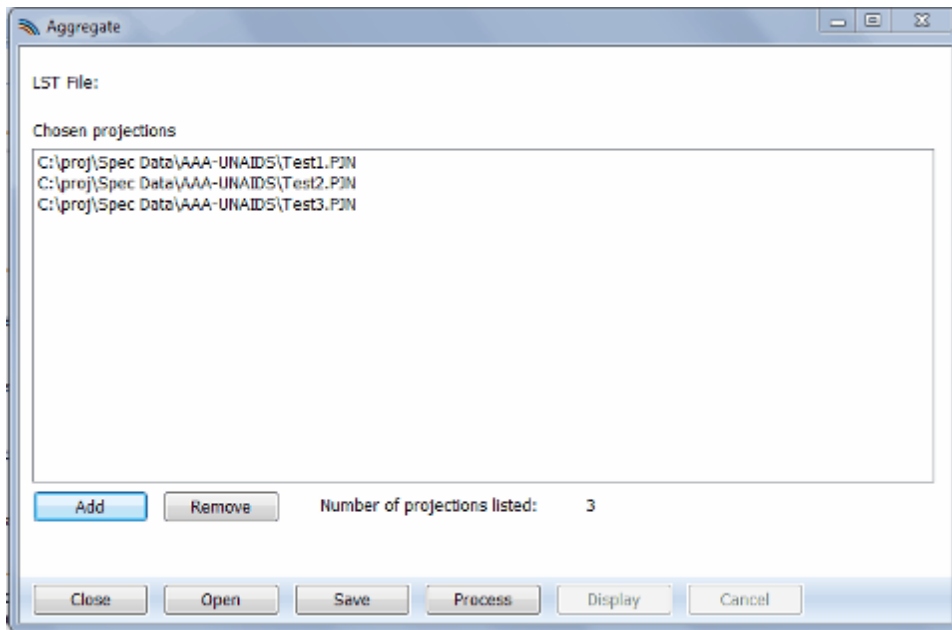 Aggregate
LST File:
Chosen projections
C:\proj\Spec Data\AAA-UNAIDS\Test1.PJN
C:\proj\Spec Data\AAA-UNAIDS\Test2.PJN
C:\proj\Spec Data\AAA-UNAIDS\Test3.PJN
Add Remove Number of projections listed: 3
Close Open Save Process Display Cancel